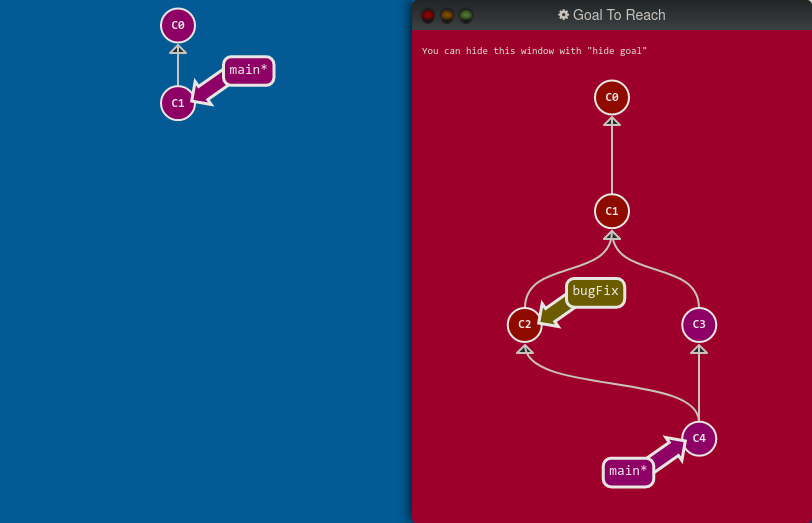 C0
main*
C1
Goal To Reach
You can hide this window with "hide goal"
C0
C1
bugFix
C2
C3
C4
main*